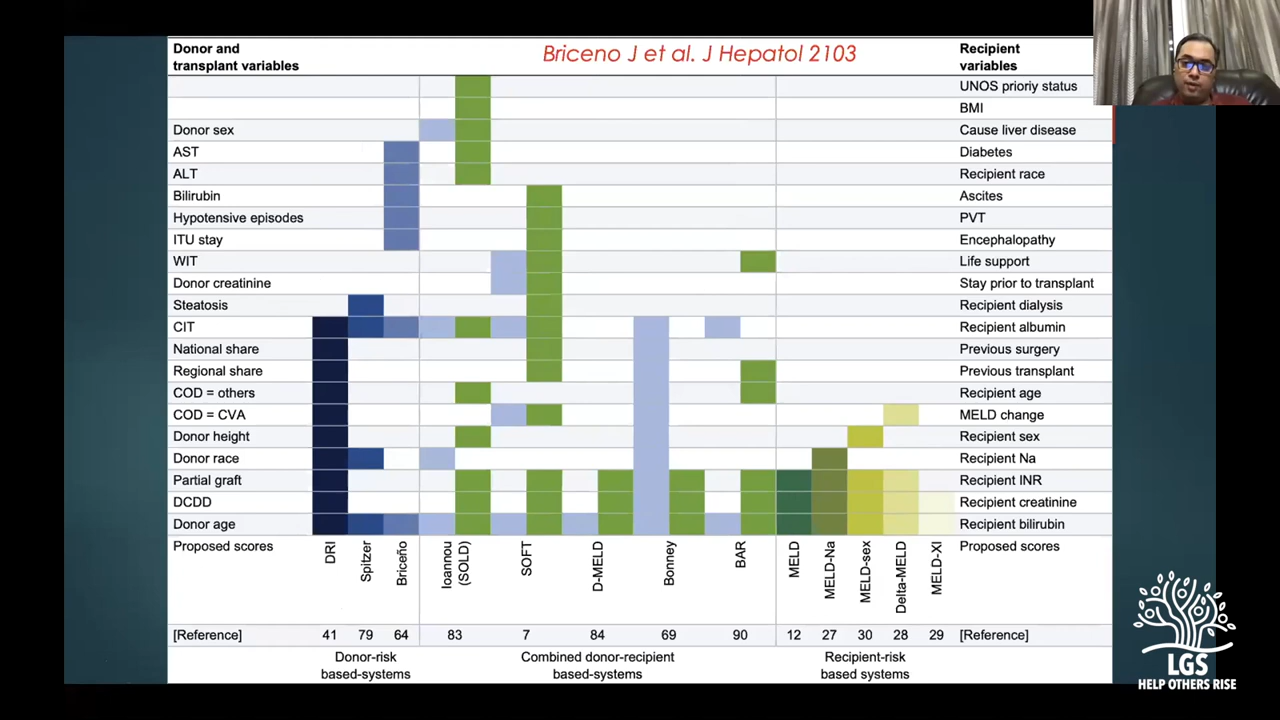 Donor and
transplant variables
Briceno J et al. J Hepatol 2103
Recipient
variables
UNOS prioriy status
BMI
Donor sex
Cause liver disease
AST
Diabetes
ALT
Recipient race
Bilirubin
Ascites
Hypotensive episodes
PVT
ITU stay
Encephalopathy
WIT
Life support
Donor creatinine
Stay prior to transplant
Steatosis
Recipient dialysis
CIT
Recipient albumin
National share
Previous surgery
Regional share
Previous transplant
COD = others
Recipient age
COD = CVA
MELD change
Donor height
Recipient sex
Donor race
Recipient Na
Partial graft
Recipient INR
DCDD
Recipient creatinine
Donor age
Recipient bilirubin
Proposed scores
DRI
Spitzer
Briceño
Ioannou
(SOLD)
SOFT
D-MELD
Bonney
BAR
MELD
MELD-Na
MELD-sex
Delta-MELD
MELD-XI
Proposed scores
[Reference] 41 79 64 83 7 84 69 90 12 27 30 28 29 [Reference]
Donor-risk
based-systems
Combined donor-recipient
based-systems
Recipient-risk
based systems
LGS
HELP OTHERS RISE